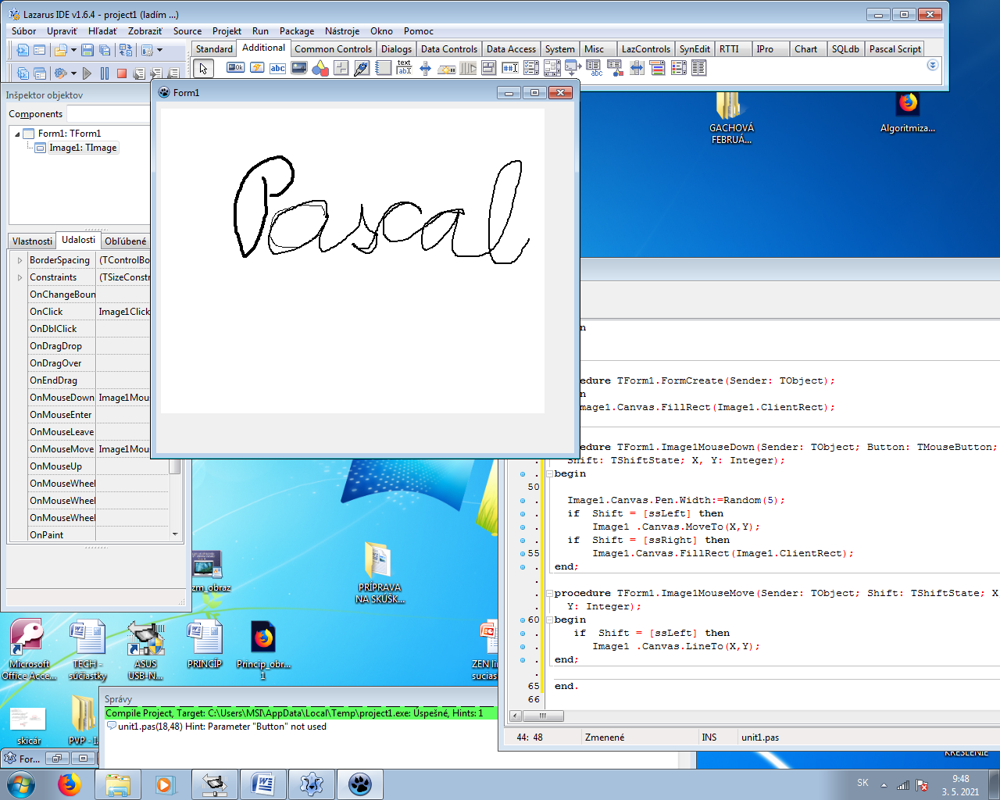 Lazarus IDE v1.6.4 - project1 (ladím ...)
Súbor Upraviť Hľadať Zobraziť Source Projekt Run Package Nástroje Okno Pomoc
Standard Additional Common Controls Dialogs Data Controls Data Access System Misc LazControls SynEdit RTTI IPro Chart SQLdb Pascal Script
Inšpektor objektov
Components
Form1: TForm1
Image1: TImage
Vlastnosti Udalosti Obľúbené
BorderSpacing (TControlBo
Constraints (TSizeConstr
OnChangeBoun
OnClick Image1Click
OnDblClick
OnDragDrop
OnDragOver
OnEndDrag
OnMouseDown Image1Mou
OnMouseEnter
OnMouseLeave
OnMouseMove Image1Mou
OnMouseUp
OnMouseWheel
OnMouseWheel
OnMouseWheel
OnPaint
Form1
Pascal
GACHOVÁ
FEBRUÁ...
Algoritmiza...
n
edure TForm1.FormCreate(Sender: TObject);
n
mage1.Canvas.FillRect(Image1.ClientRect);
edure TForm1.Image1MouseDown(Sender: TObject; Button: TMouseButton;
Shift: TShiftState; X, Y: Integer);
begin
50
Image1.Canvas.Pen.Width:=Random(5);
if Shift = [ssLeft] then
Image1 .Canvas.MoveTo(X,Y);
if Shift = [ssRight] then
55 Image1.Canvas.FillRect(Image1.ClientRect);
end;
procedure TForm1.Image1MouseMove(Sender: TObject; Shift: TShiftState; X
Y: Integer);
60 begin
if Shift = [ssLeft] then
Image1 .Canvas.LineTo(X,Y);
end;
65 end.
66
44: 48 Zmenené INS unit1.pas
zm_obraz
PRÍPRAVA
NA SKÚŠK...
Microsoft
Office Acce...
TECH -
súčiastky
ASUS
USB-N...
PRINCÍP
Princip_obr...
1
ZEN li
sucias
skicár
PVP - I.
KRESLENIE
Správy
Compile Project, Target: C:\Users\MSI\AppData\Local\Temp\project1.exe: Úspešné, Hints: 1
unit1.pas(18,48) Hint: Parameter "Button" not used
For...
SK
9:48
3. 5. 2021